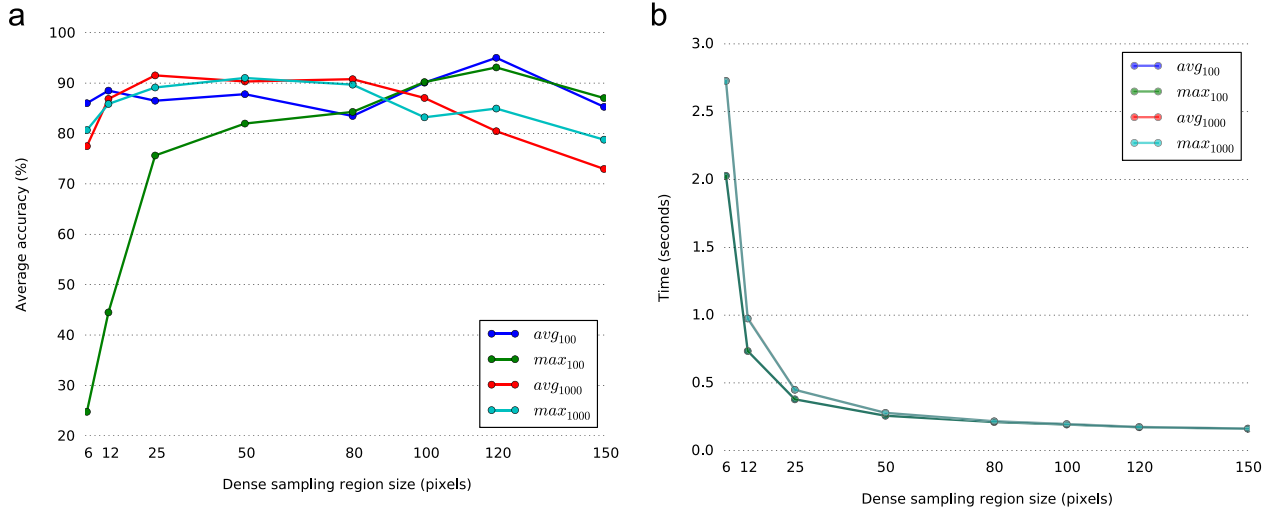 a
100
90
80
70
60
50
40
30
20
Average accuracy (%)
6 12 25 50 80 100 120 150
Dense sampling region size (pixels)
avg100
max100
avg1000
max1000
b
3.0
2.5
2.0
1.5
1.0
0.5
0.0
Time (seconds)
6 12 25 50 80 100 120 150
Dense sampling region size (pixels)
avg100
max100
avg1000
max1000